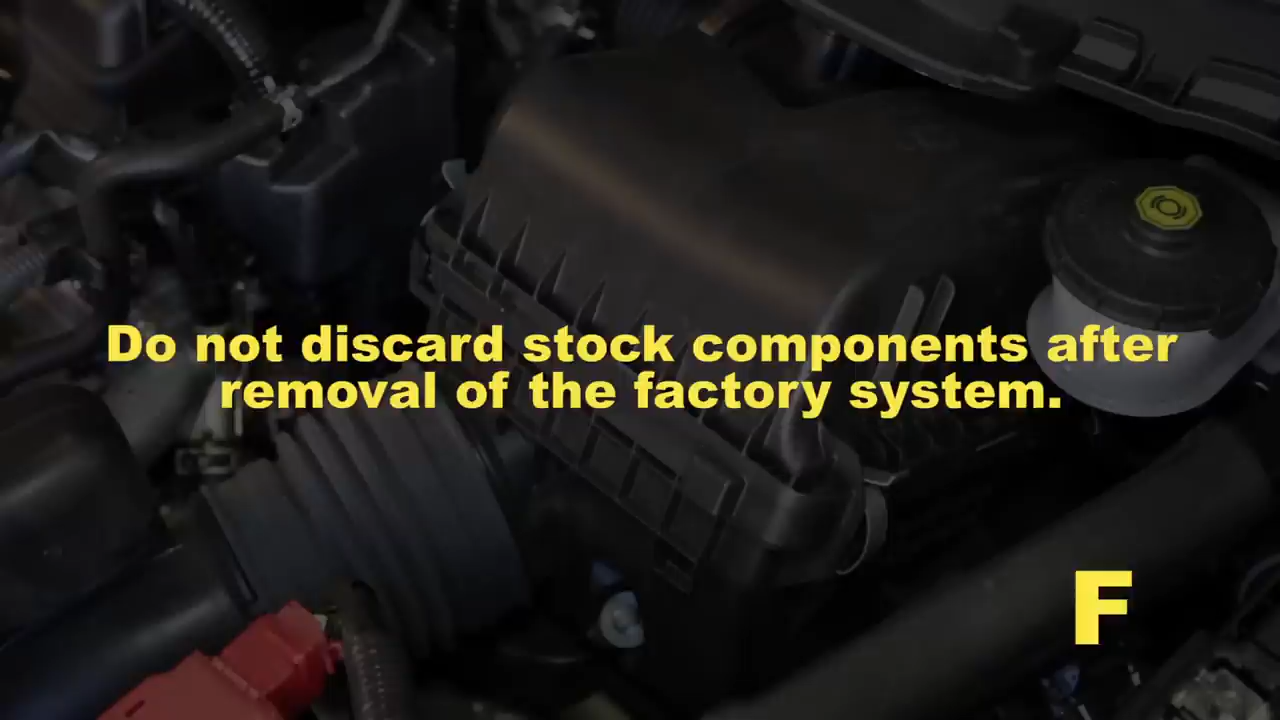 Do not discard stock components after
removal of the factory system.
F